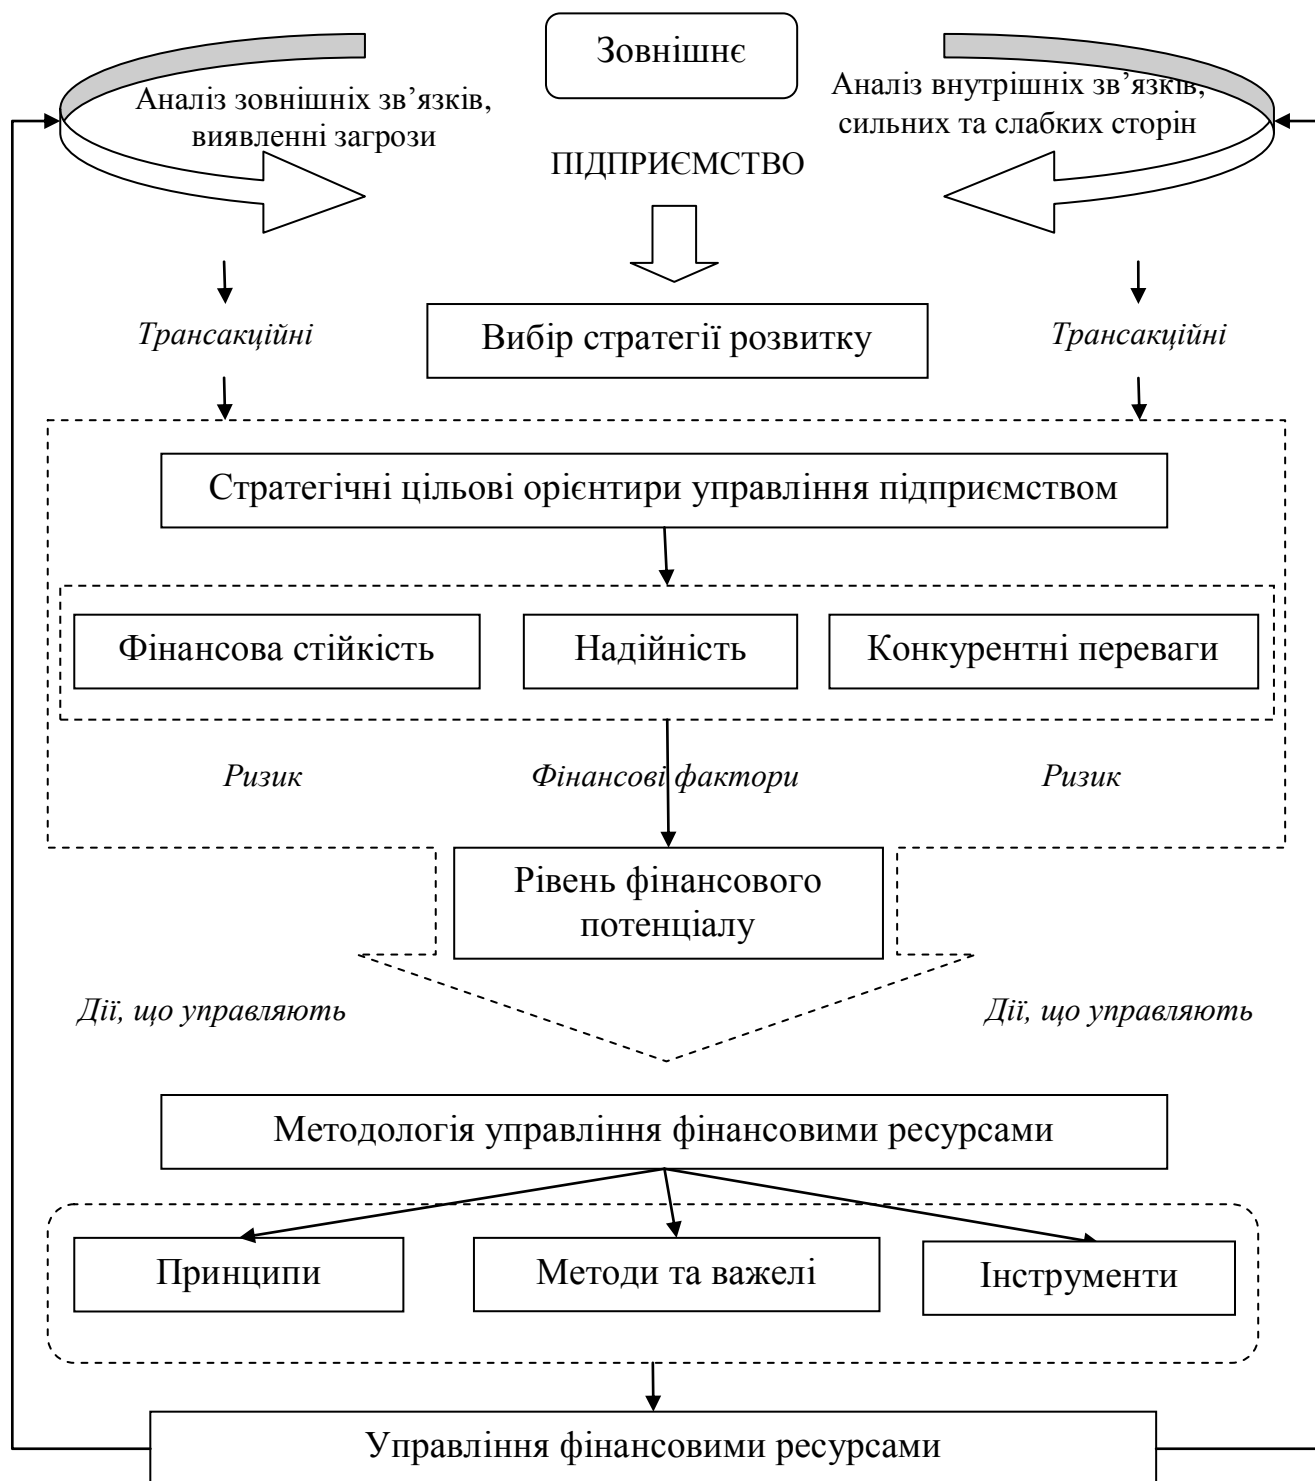 Зовнішнє
Аналіз зовнішніх зв’язків,
виявленні загрози
Аналіз внутрішніх зв’язків,
сильних та слабких сторін
ПІДПРИЄМСТВО
Трансакційні
Вибір стратегії розвитку
Трансакційні
Стратегічні цільові орієнтири управління підприємством
Фінансова стійкість
Надійність
Конкурентні переваги
Ризик
Фінансові фактори
Ризик
Рівень фінансового
потенціалу
Дії, що управляють
Дії, що управляють
Методологія управління фінансовими ресурсами
Принципи
Методи та важелі
Інструменти
Управління фінансовими ресурсами